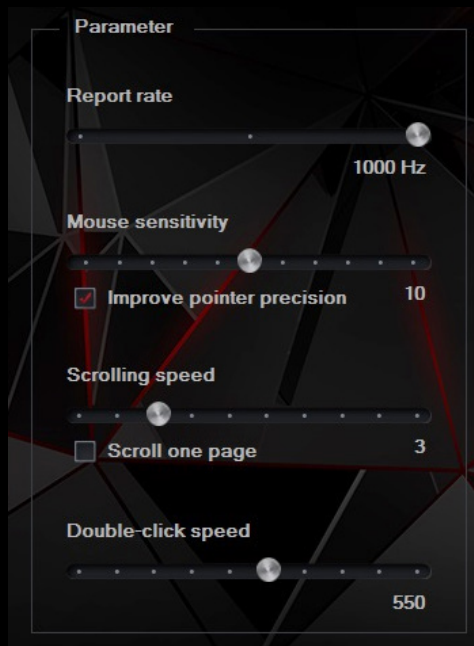 Parameter
Report rate
1000 Hz
Mouse sensitivity
Improve pointer precision 10
Scrolling speed
Scroll one page 3
Double-click speed
550